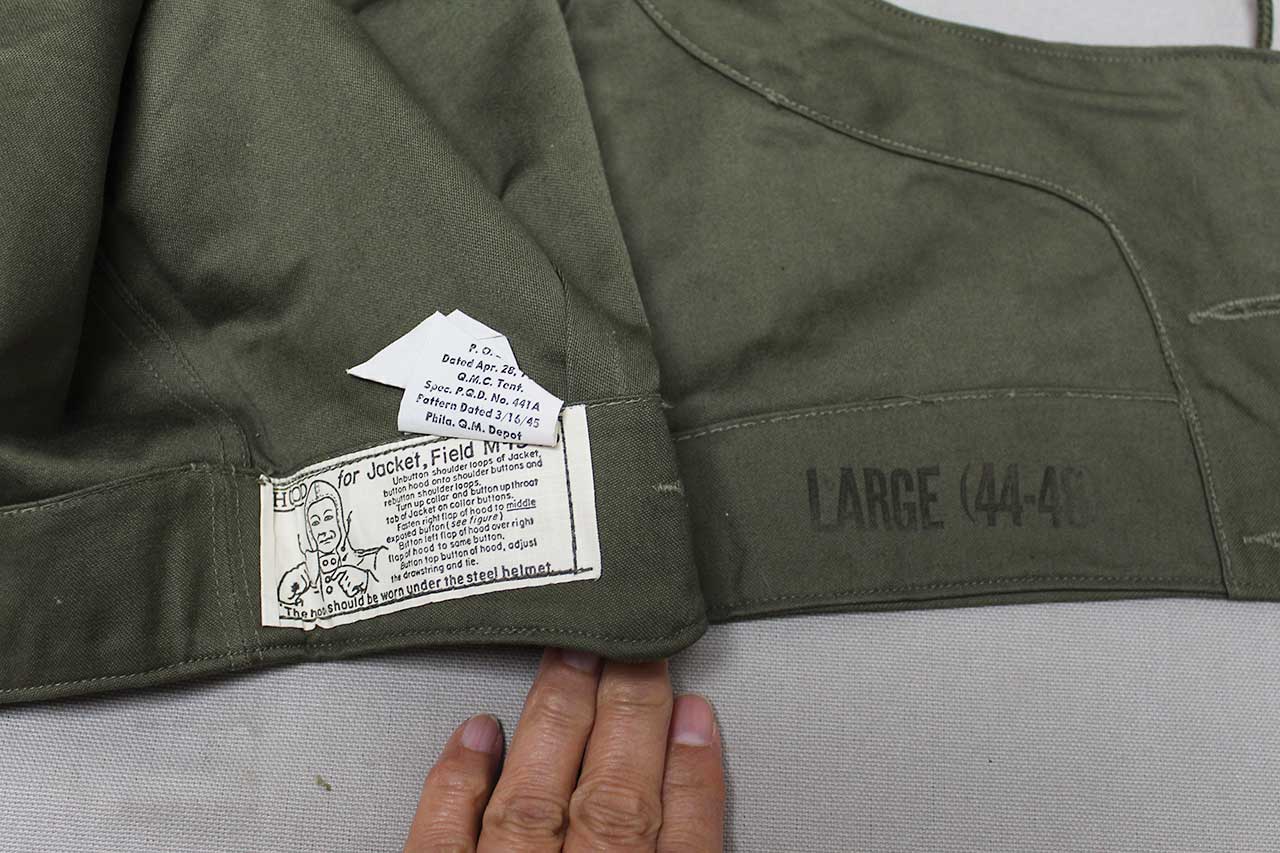 P. O.
Dated Apr. 28,
Q.M.C. Tent.
Spec. P.Q.D. No. 441A
Pattern Dated 3/16/45
Phila. Q.M. Depot
HOOD for Jacket, Field
Unbutton shoulder loops of Jacket,
button hood onto shoulder buttons and
rebutton shoulder loops.
Turn up collar and button up throat
tab of Jacket on collar buttons.
Fasten right flap of hood to middle
exposed button (see figure)
Bitton left flap of hood over right
flap of hood to same button.
Button top button of hood, adjust
the drawstring and tie.
The hood should be worn under the steel helmet.
LARGE (44-48